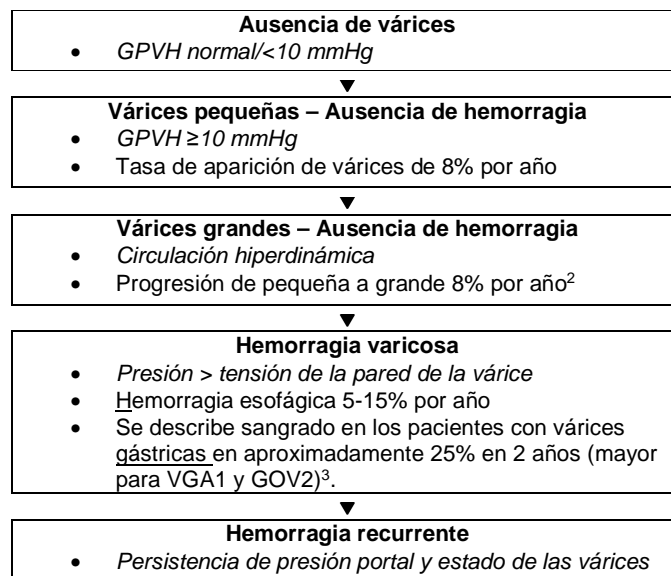 Ausencia de várices
• GPVH normal/<10 mmHg
Várices pequeñas – Ausencia de hemorragia
• GPVH ≥10 mmHg
• Tasa de aparición de várices de 8% por año
Várices grandes – Ausencia de hemorragia
• Circulación hiperdinámica
• Progresión de pequeña a grande 8% por año²
Hemorragia varicosa
• Presión > tensión de la pared de la várice
• Hemorragia esofágica 5-15% por año
• Se describe sangrado en los pacientes con várices
gástricas en aproximadamente 25% en 2 años (mayor
para VGA1 y GOV2)³.
Hemorragia recurrente
• Persistencia de presión portal y estado de las várices